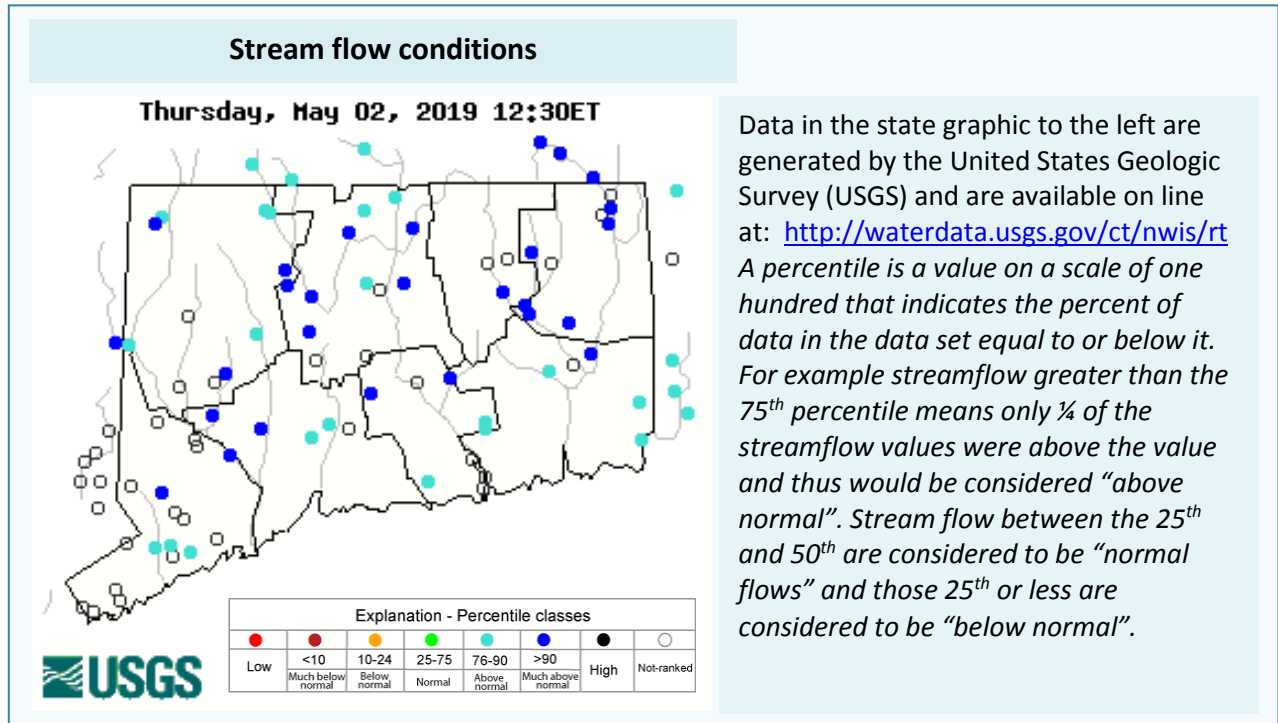 Stream flow conditions
Thursday, May 02, 2019 12:30ET
Data in the state graphic to the left are
generated by the United States Geologic
Survey (USGS) and are available on line
at: http://waterdata.usgs.gov/ct/nwis/rt
A percentile is a value on a scale of one
hundred that indicates the percent of
data in the data set equal to or below it.
For example streamflow greater than the
75th percentile means only ¼ of the
streamflow values were above the value
and thus would be considered “above
normal”. Stream flow between the 25th
and 50th are considered to be “normal
flows” and those 25th or less are
considered to be “below normal”.
Explanation - Percentile classes
Low <10 10-24 25-75 76-90 >90 High Not-ranked
Much below normal Below normal Normal Above normal Much above normal
USGS